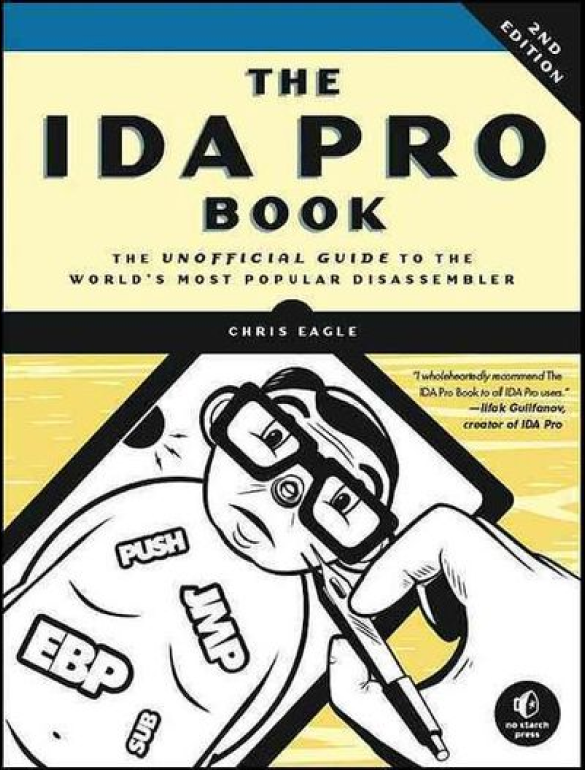 2ND
EDITION
THE
IDA PRO
BOOK
THE UNOFFICIAL GUIDE TO THE
WORLD'S MOST POPULAR DISASSEMBLER
CHRIS EAGLE
"I wholeheartedly recommend The
IDA Pro Book to all IDA Pro users."
—Ilfak Guilfanov,
creator of IDA Pro
PUSH
JMP
EBP
SUB
no starch
press